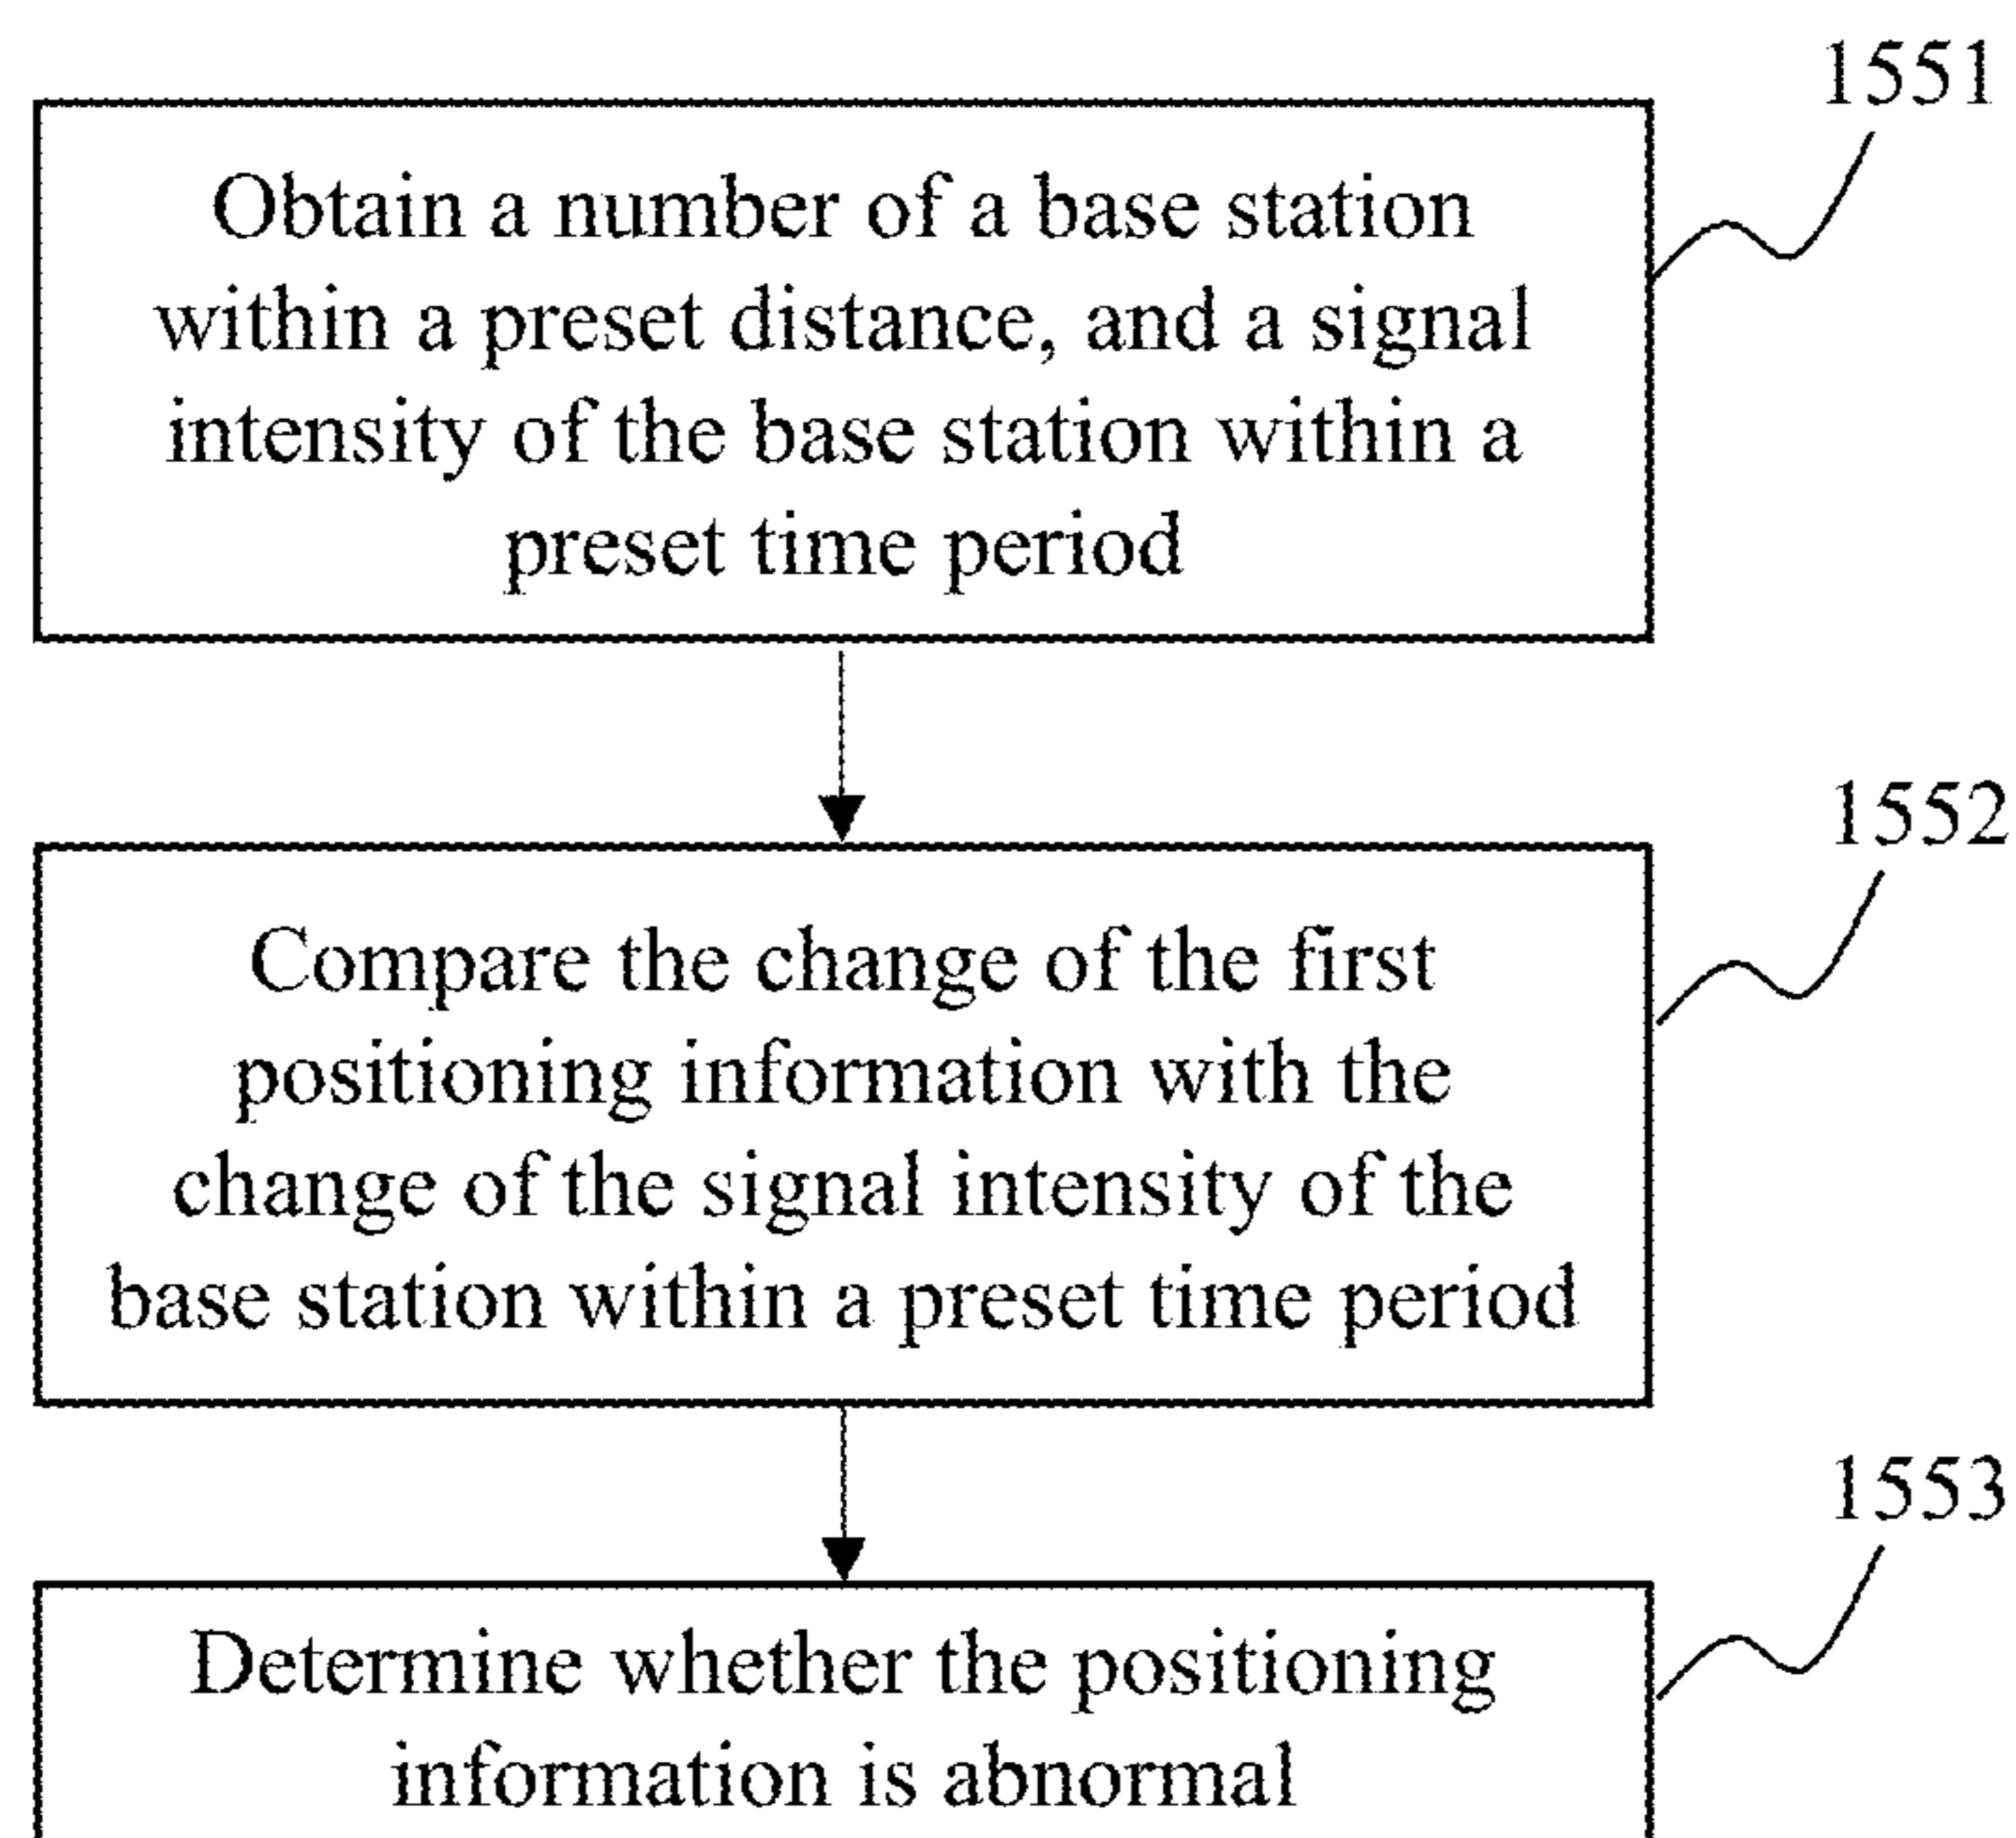 1551
Obtain a number of a base station
within a preset distance, and a signal
intensity of the base station within a
preset time period
1552
Compare the change of the first
positioning information with the
change of the signal intensity of the
base station within a preset time period
1553
Determine whether the positioning
information is abnormal